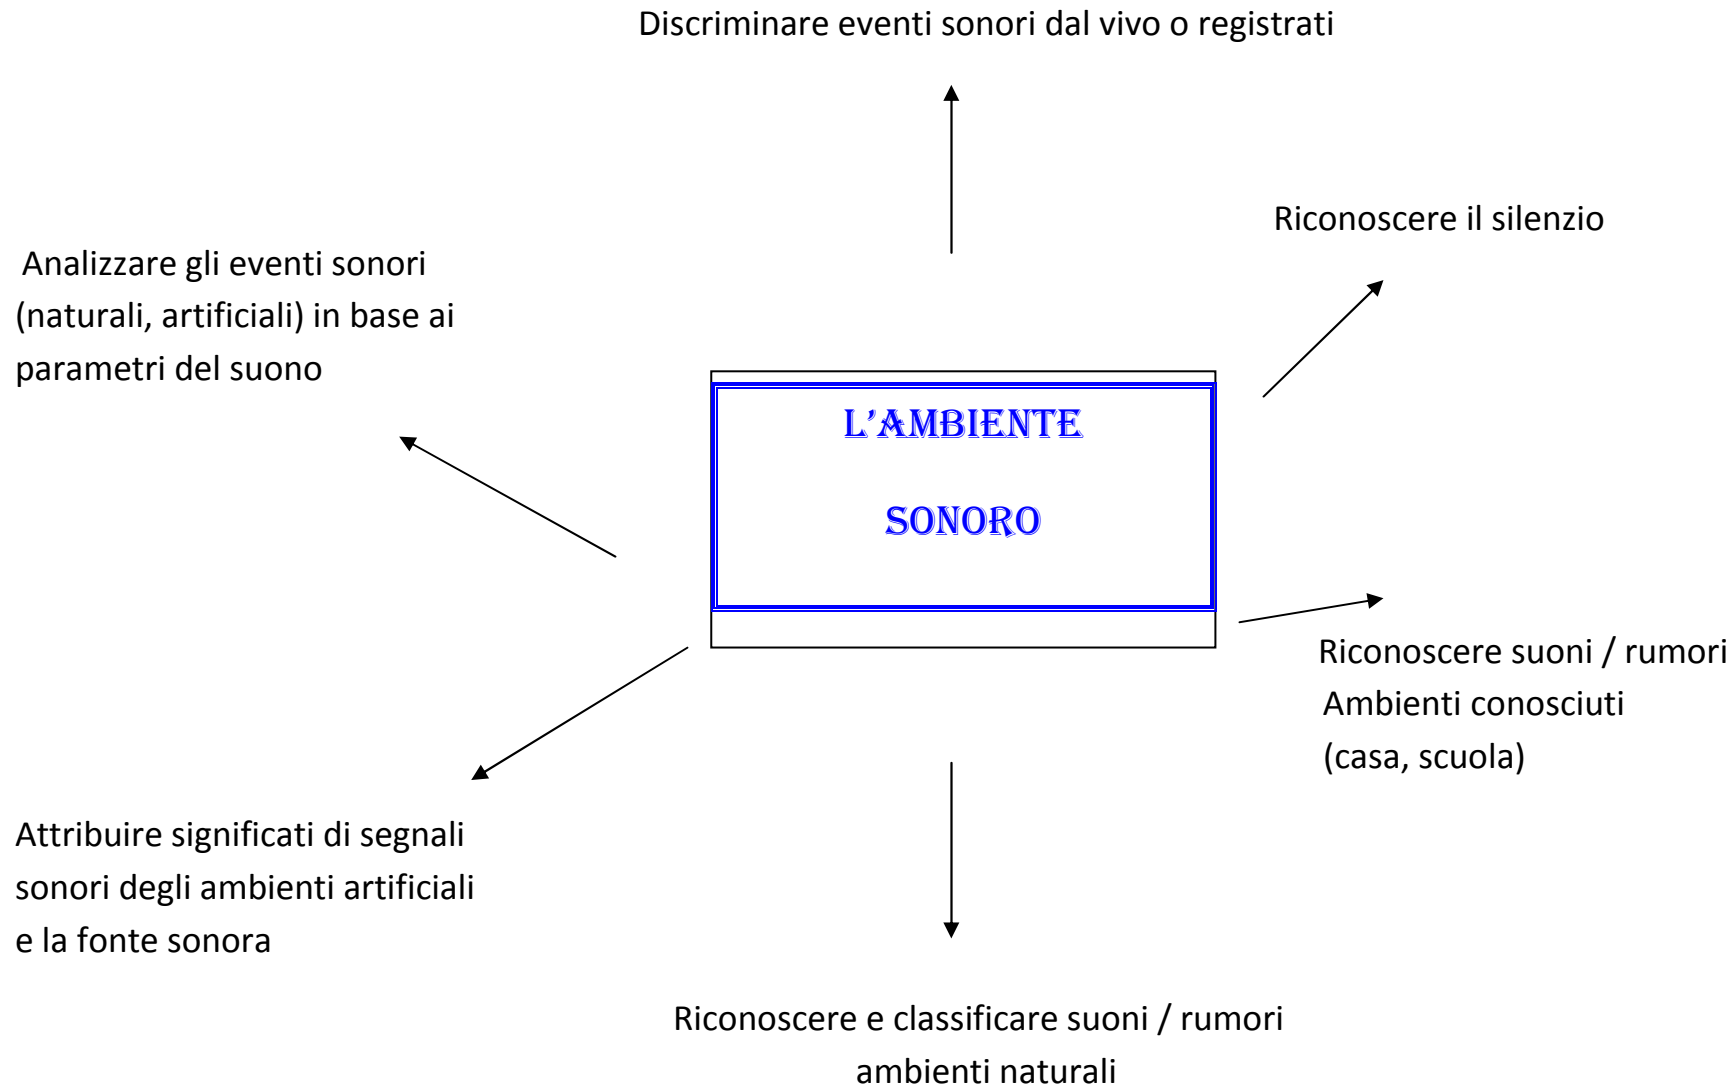 Discriminare eventi sonori dal vivo o registrati
Riconoscere il silenzio
Analizzare gli eventi sonori
(naturali, artificiali) in base ai
parametri del suono
L’AMBIENTE
SONORO
Riconoscere suoni / rumori
Ambienti conosciuti
(casa, scuola)
Attribuire significati di segnali
sonori degli ambienti artificiali
e la fonte sonora
Riconoscere e classificare suoni / rumori
ambienti naturali